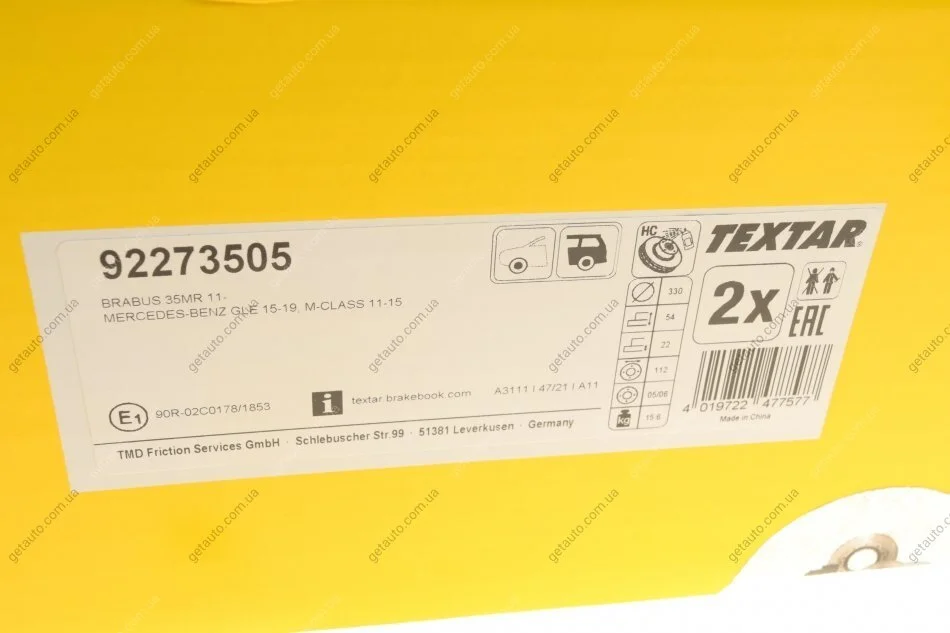 92273505
BRABUS 35MR 11-
MERCEDES-BENZ GLE 15-19, M-CLASS 11-15
E1 90R-02C0178/1853
i textar.brakebook.com
A3111 | 47/21 | A11
TMD Friction Services GmbH · Schlebuscher Str.99 · 51381 Leverkusen · Germany
HC
330
54
22
112
05/06
kg 15.6
TEXTAR
2x
EAC
4 019722 477577
Made in China
getauto.com.ua